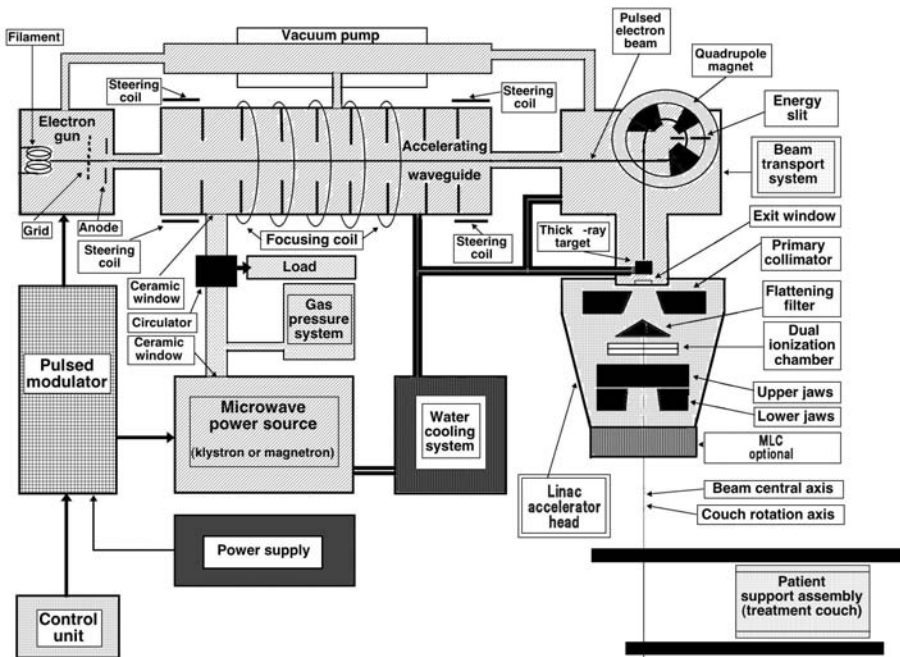 Filament
Vacuum pump
Pulsed
electron
beam
Quadrupole
magnet
Steering
coil
Steering
coil
Energy
slit
Electron
gun
Accelerating
waveguide
Beam
transport
system
Grid
Anode
Steering
coil
Focusing coil
Steering
coil
Thick -ray
target
Exit window
Primary
collimator
Load
Ceramic
window
Circulator
Gas
pressure
system
Flattening
filter
Ceramic
window
Dual
ionization
chamber
Pulsed
modulator
Microwave
power source
(klystron or magnetron)
Water
cooling
system
Upper jaws
Lower jaws
MLC
optional
Linac
accelerator
head
Beam central axis
Couch rotation axis
Power supply
Patient
support assembly
(treatment couch)
Control
unit